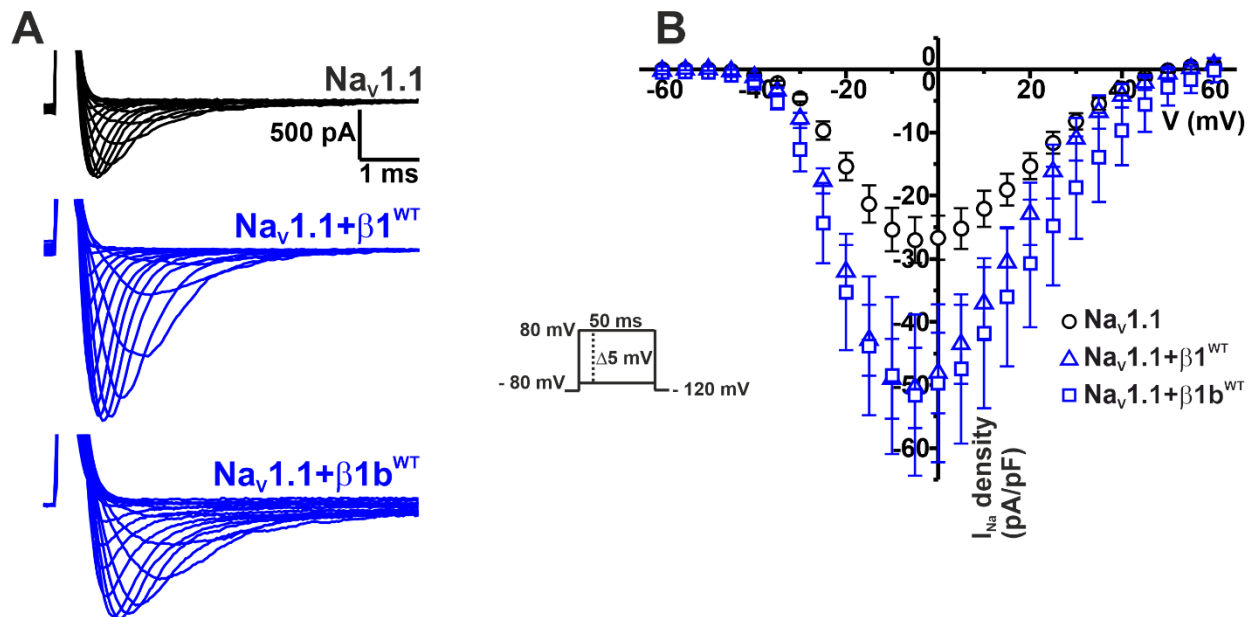 A
Nav1.1
500 pA
1 ms
Nav1.1+β1WT
Nav1.1+β1bWT
50 ms
80 mV
Δ5 mV
- 80 mV
- 120 mV
B
0
-60
-40
-20
0
20
40
60
V (mV)
-10
-20
-30
-40
-50
-60
INa density
(pA/pF)
Nav1.1
Nav1.1+β1WT
Nav1.1+β1bWT